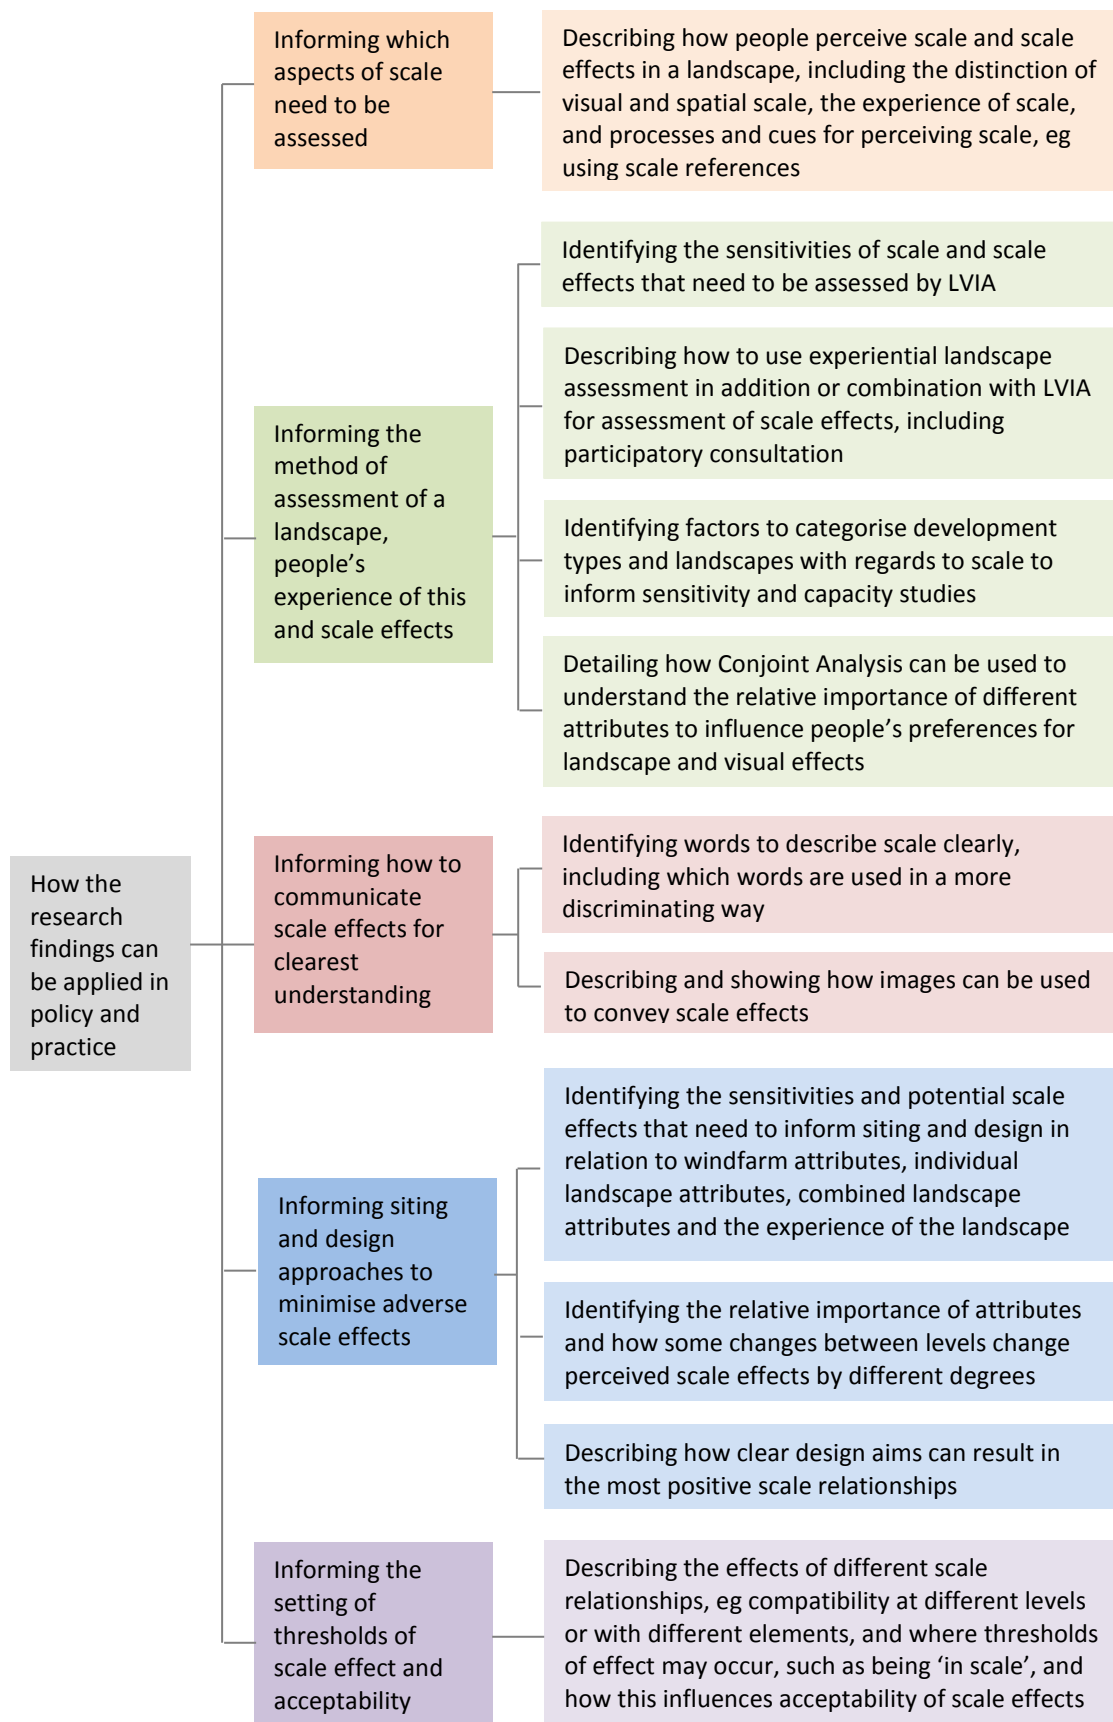 How the
research
findings can
be applied in
policy and
practice
Informing which
aspects of scale
need to be
assessed
Describing how people perceive scale and scale
effects in a landscape, including the distinction of
visual and spatial scale, the experience of scale,
and processes and cues for perceiving scale, eg
using scale references
Informing the
method of
assessment of a
landscape,
people’s
experience of this
and scale effects
Identifying the sensitivities of scale and scale
effects that need to be assessed by LVIA
Describing how to use experiential landscape
assessment in addition or combination with LVIA
for assessment of scale effects, including
participatory consultation
Identifying factors to categorise development
types and landscapes with regards to scale to
inform sensitivity and capacity studies
Detailing how Conjoint Analysis can be used to
understand the relative importance of different
attributes to influence people’s preferences for
landscape and visual effects
Informing how to
communicate
scale effects for
clearest
understanding
Identifying words to describe scale clearly,
including which words are used in a more
discriminating way
Describing and showing how images can be used
to convey scale effects
Informing siting
and design
approaches to
minimise adverse
scale effects
Identifying the sensitivities and potential scale
effects that need to inform siting and design in
relation to windfarm attributes, individual
landscape attributes, combined landscape
attributes and the experience of the landscape
Identifying the relative importance of attributes
and how some changes between levels change
perceived scale effects by different degrees
Describing how clear design aims can result in
the most positive scale relationships
Informing the
setting of
thresholds of
scale effect and
acceptability
Describing the effects of different scale
relationships, eg compatibility at different levels
or with different elements, and where thresholds
of effect may occur, such as being ‘in scale’, and
how this influences acceptability of scale effects